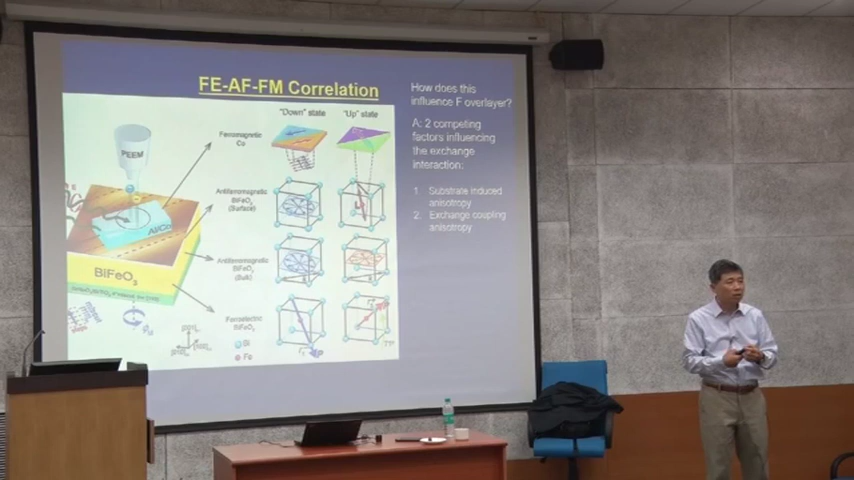 FE-AF-FM Correlation
How does this
influence F overlayer?
A: 2 competing
factors influencing
the exchange
interaction:
1. Substrate induced
anisotropy
2. Exchange coupling
anisotropy
"Down" state
"Up" state
PEEM
Ferromagnetic
Co
Antiferromagnetic
BiFeO₃
(Surface)
Al/Co
Antiferromagnetic
BiFeO₃
(Bulk)
BiFeO₃
Ferroelectric
BiFeO₃
Bi
Fe